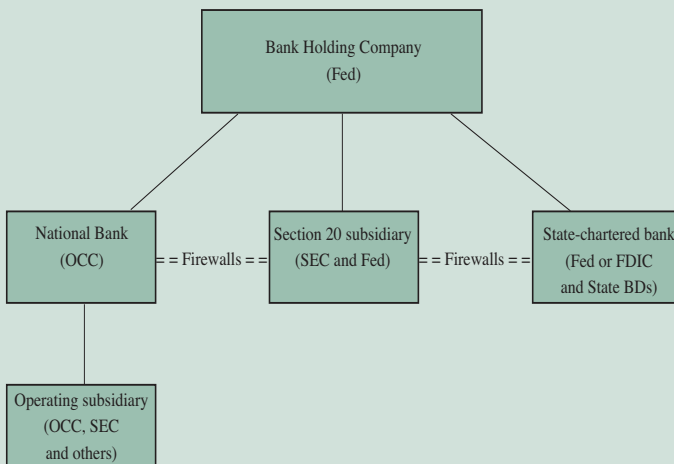 Bank Holding Company
(Fed)
National Bank
(OCC)
= = Firewalls = =
Section 20 subsidiary
(SEC and Fed)
= = Firewalls = =
State-chartered bank
(Fed or FDIC
and State BDs)
Operating subsidiary
(OCC, SEC
and others)